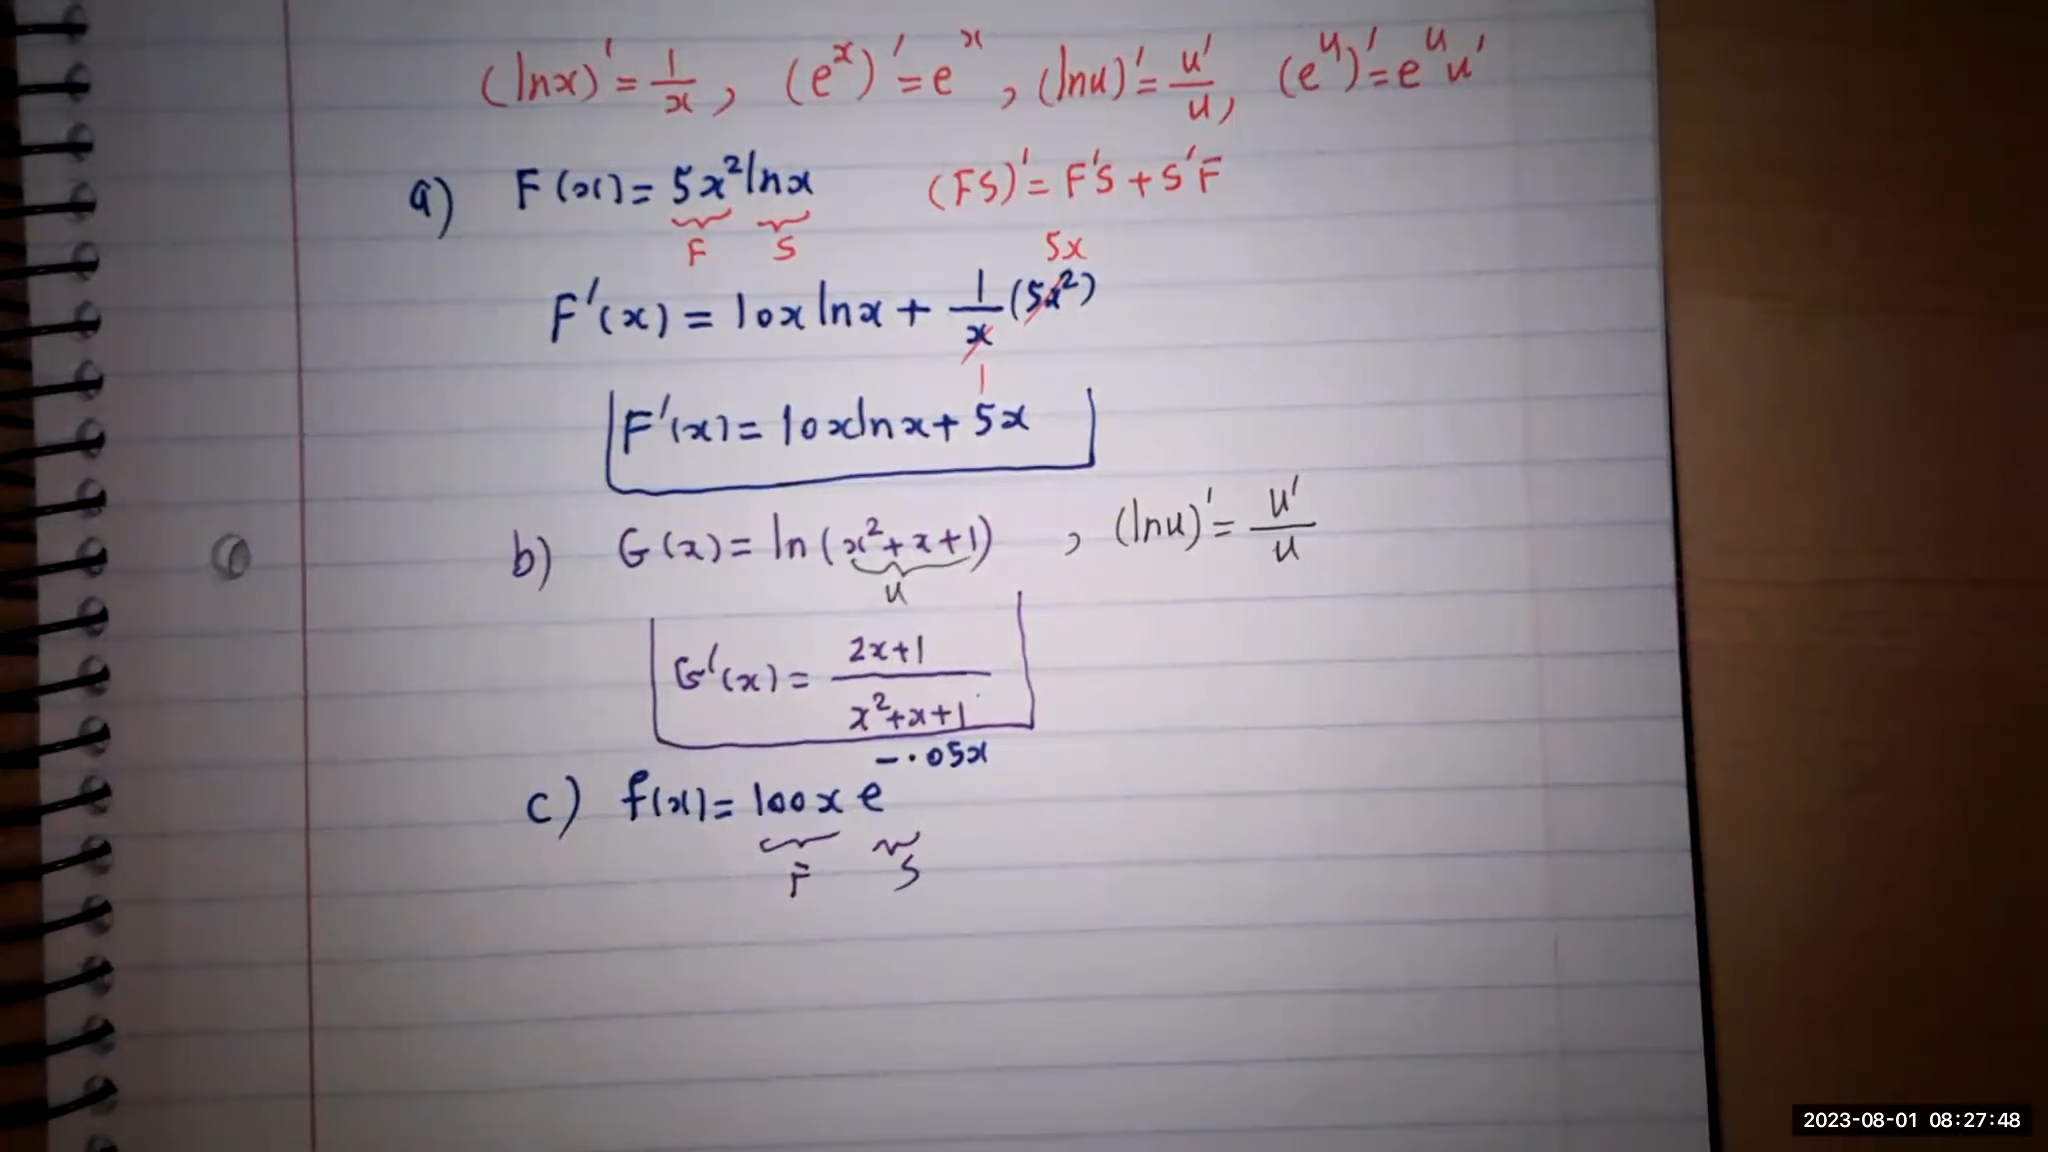 (lnx)' = 1/x , (e^x)' = e^x , (lnu)' = u'/u , (e^u)' = e^u u'
a) F(x) = 5x²lnx (FS)' = F'S + S'F
F S
5x
F'(x) = 10x lnx + 1/x (5x²)
1
F'(x) = 10xlnx + 5x
b) G(x) = ln(x²+x+1) , (lnu)' = u'/u
u
G'(x) = 2x+1 / x²+x+1
c) f(x) = 100x e^-.05x
F S
2023-08-01 08:27:48